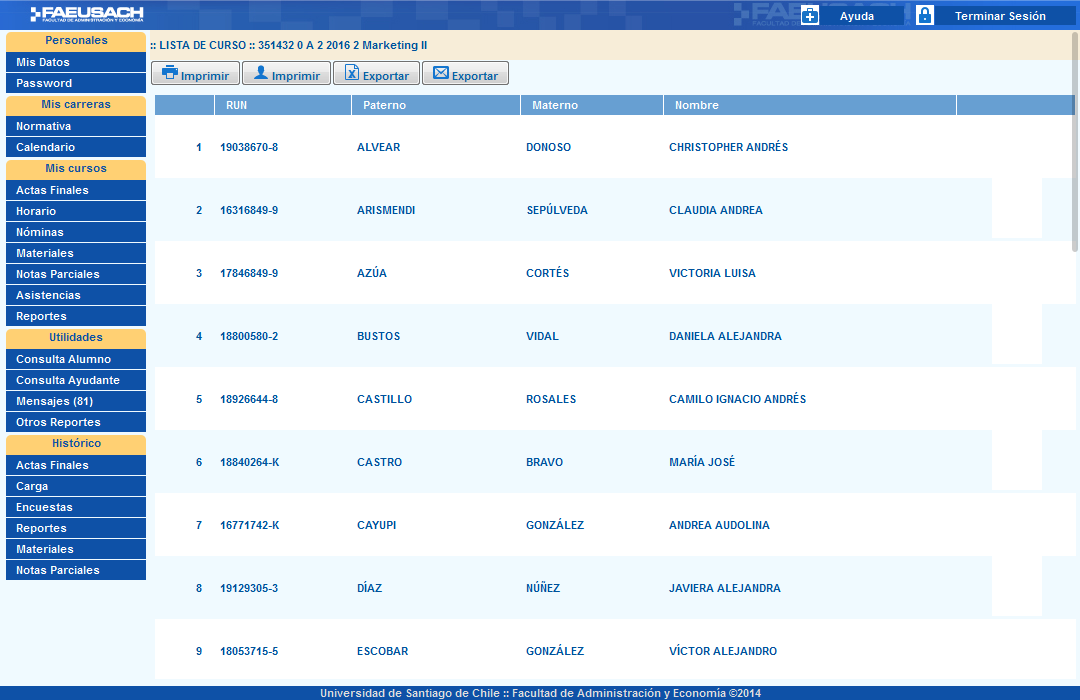 FAEUSACH
FACULTAD DE ADMINISTRACIÓN Y ECONOMÍA
Ayuda
Terminar Sesión
Personales
Mis Datos
Password
Mis carreras
Normativa
Calendario
Mis cursos
Actas Finales
Horario
Nóminas
Materiales
Notas Parciales
Asistencias
Reportes
Utilidades
Consulta Alumno
Consulta Ayudante
Mensajes (81)
Otros Reportes
Histórico
Actas Finales
Carga
Encuestas
Reportes
Materiales
Notas Parciales
:: LISTA DE CURSO :: 351432 0 A 2 2016 2 Marketing II
Imprimir Imprimir Exportar Exportar
RUN Paterno Materno Nombre
1 19038670-8 ALVEAR DONOSO CHRISTOPHER ANDRÉS
2 16316849-9 ARISMENDI SEPÚLVEDA CLAUDIA ANDREA
3 17846849-9 AZÚA CORTÉS VICTORIA LUISA
4 18800580-2 BUSTOS VIDAL DANIELA ALEJANDRA
5 18926644-8 CASTILLO ROSALES CAMILO IGNACIO ANDRÉS
6 18840264-K CASTRO BRAVO MARÍA JOSÉ
7 16771742-K CAYUPI GONZÁLEZ ANDREA AUDOLINA
8 19129305-3 DÍAZ NÚÑEZ JAVIERA ALEJANDRA
9 18053715-5 ESCOBAR GONZÁLEZ VÍCTOR ALEJANDRO
Universidad de Santiago de Chile :: Facultad de Administración y Economía ©2014